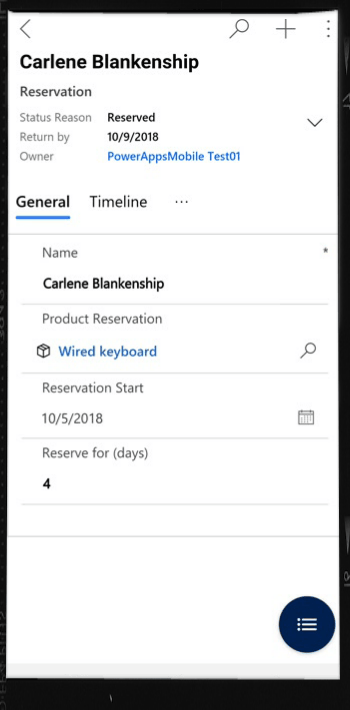 Carlene Blankenship
Reservation
Status Reason Reserved
Return by 10/9/2018
Owner PowerAppsMobile Test01
General Timeline ...
Name *
Carlene Blankenship
Product Reservation
Wired keyboard
Reservation Start
10/5/2018
Reserve for (days)
4